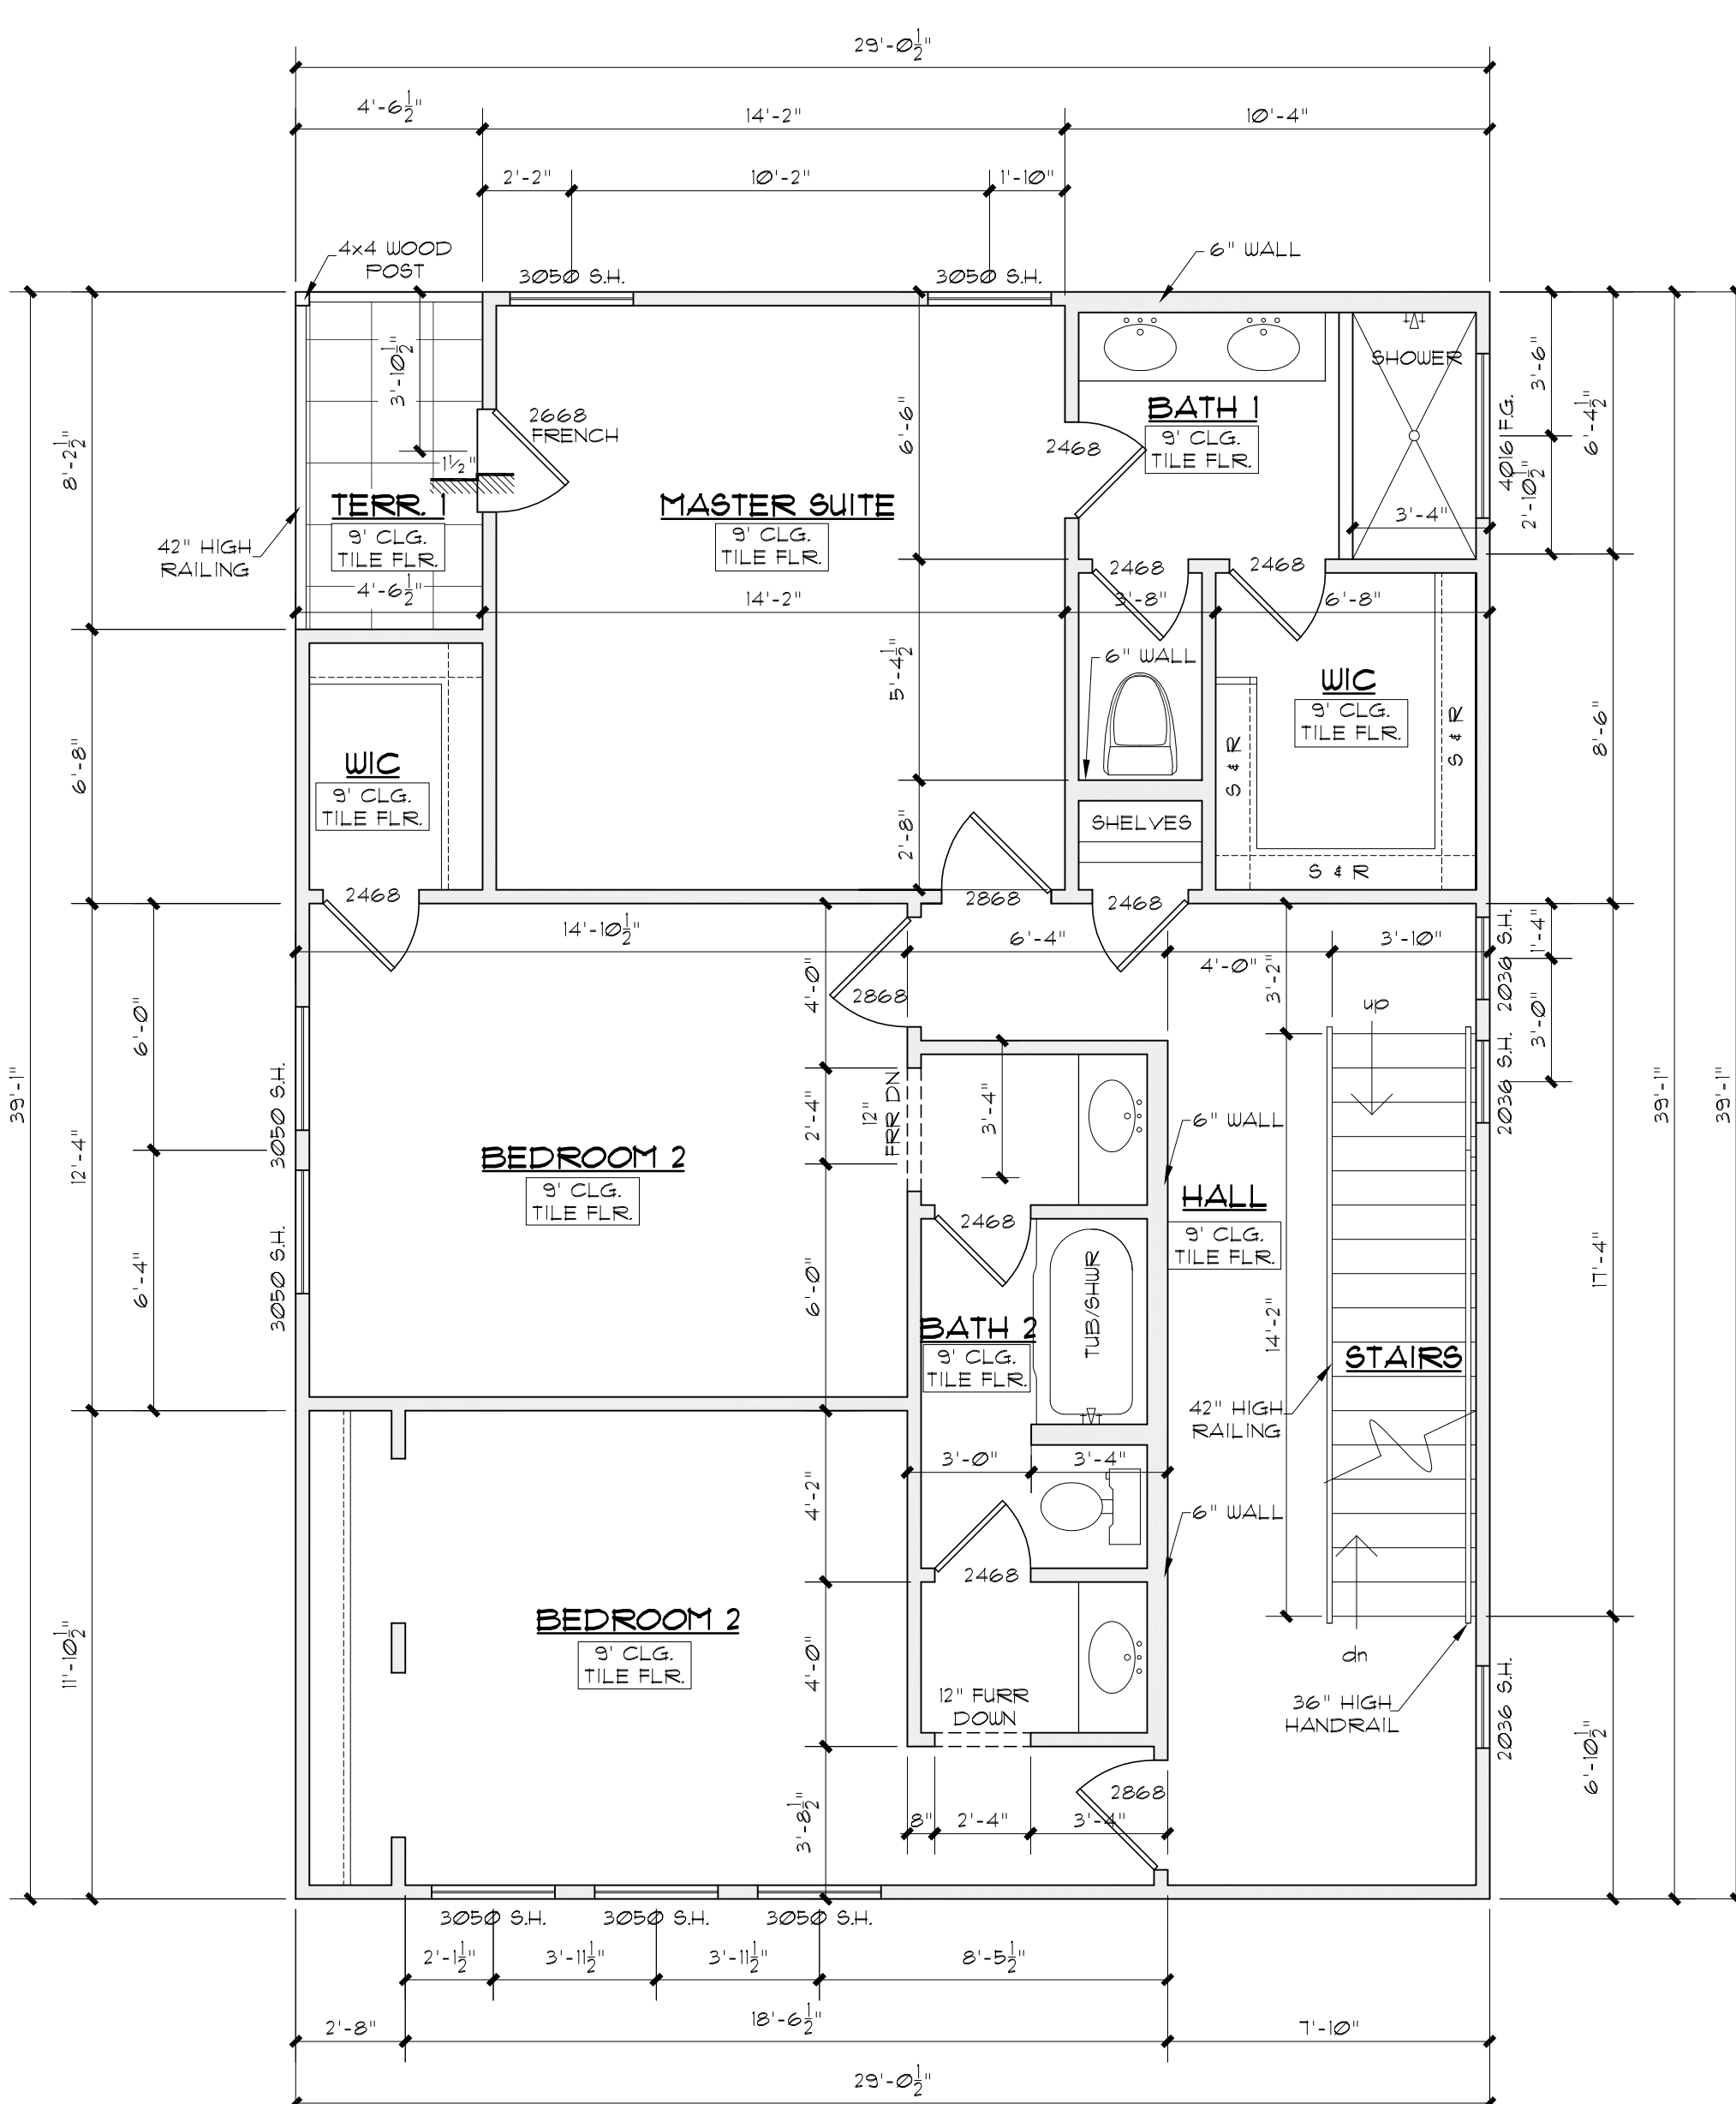 29'-0½"
4'-6½"
14'-2"
10'-4"
2'-2"
10'-2"
1'-10"
4x4 WOOD
POST
6" WALL
3050 S.H.
3050 S.H.
3'-10½"
2668
FRENCH
1½"
TERR. 1
9' CLG.
TILE FLR.
4'-6½"
42" HIGH
RAILING
8'-2½"
MASTER SUITE
9' CLG.
TILE FLR.
14'-2"
6'-6"
5'-4½"
2'-8"
2468
BATH 1
9' CLG.
TILE FLR.
SHOWER
3'-4"
4016 F.G.
3'-6"
2'-10½"
6'-4½"
2468
2468
3'-8"
6'-8"
6" WALL
WIC
9' CLG.
TILE FLR.
S & R
S & R
S & R
SHELVES
8'-6"
6'-8"
WIC
9' CLG.
TILE FLR.
2468
2868
2468
14'-10½"
6'-4"
4'-0"
3'-10"
3'-2"
2036 S.H.
1'-4"
3'-0"
2036 S.H.
39'-1"
12'-4"
6'-0"
6'-4"
3050 S.H.
3050 S.H.
4'-0"
2868
2'-4"
12"
FRR DN
3'-4"
6" WALL
up
39'-1"
39'-1"
BEDROOM 2
9' CLG.
TILE FLR.
6'-0"
2468
HALL
9' CLG.
TILE FLR.
TUB/SHWR
BATH 2
9' CLG.
TILE FLR.
14'-2"
17'-4"
STAIRS
42" HIGH
RAILING
3'-0"
3'-4"
4'-2"
6" WALL
2468
11'-10½"
BEDROOM 2
9' CLG.
TILE FLR.
4'-0"
12" FURR
DOWN
dn
36" HIGH
HANDRAIL
2036 S.H.
6'-10½"
2868
3'-8½"
8"
2'-4"
3'-4"
3050 S.H.
3050 S.H.
3050 S.H.
2'-1½"
3'-11½"
3'-11½"
8'-5½"
2'-8"
18'-6½"
7'-10"
29'-0½"